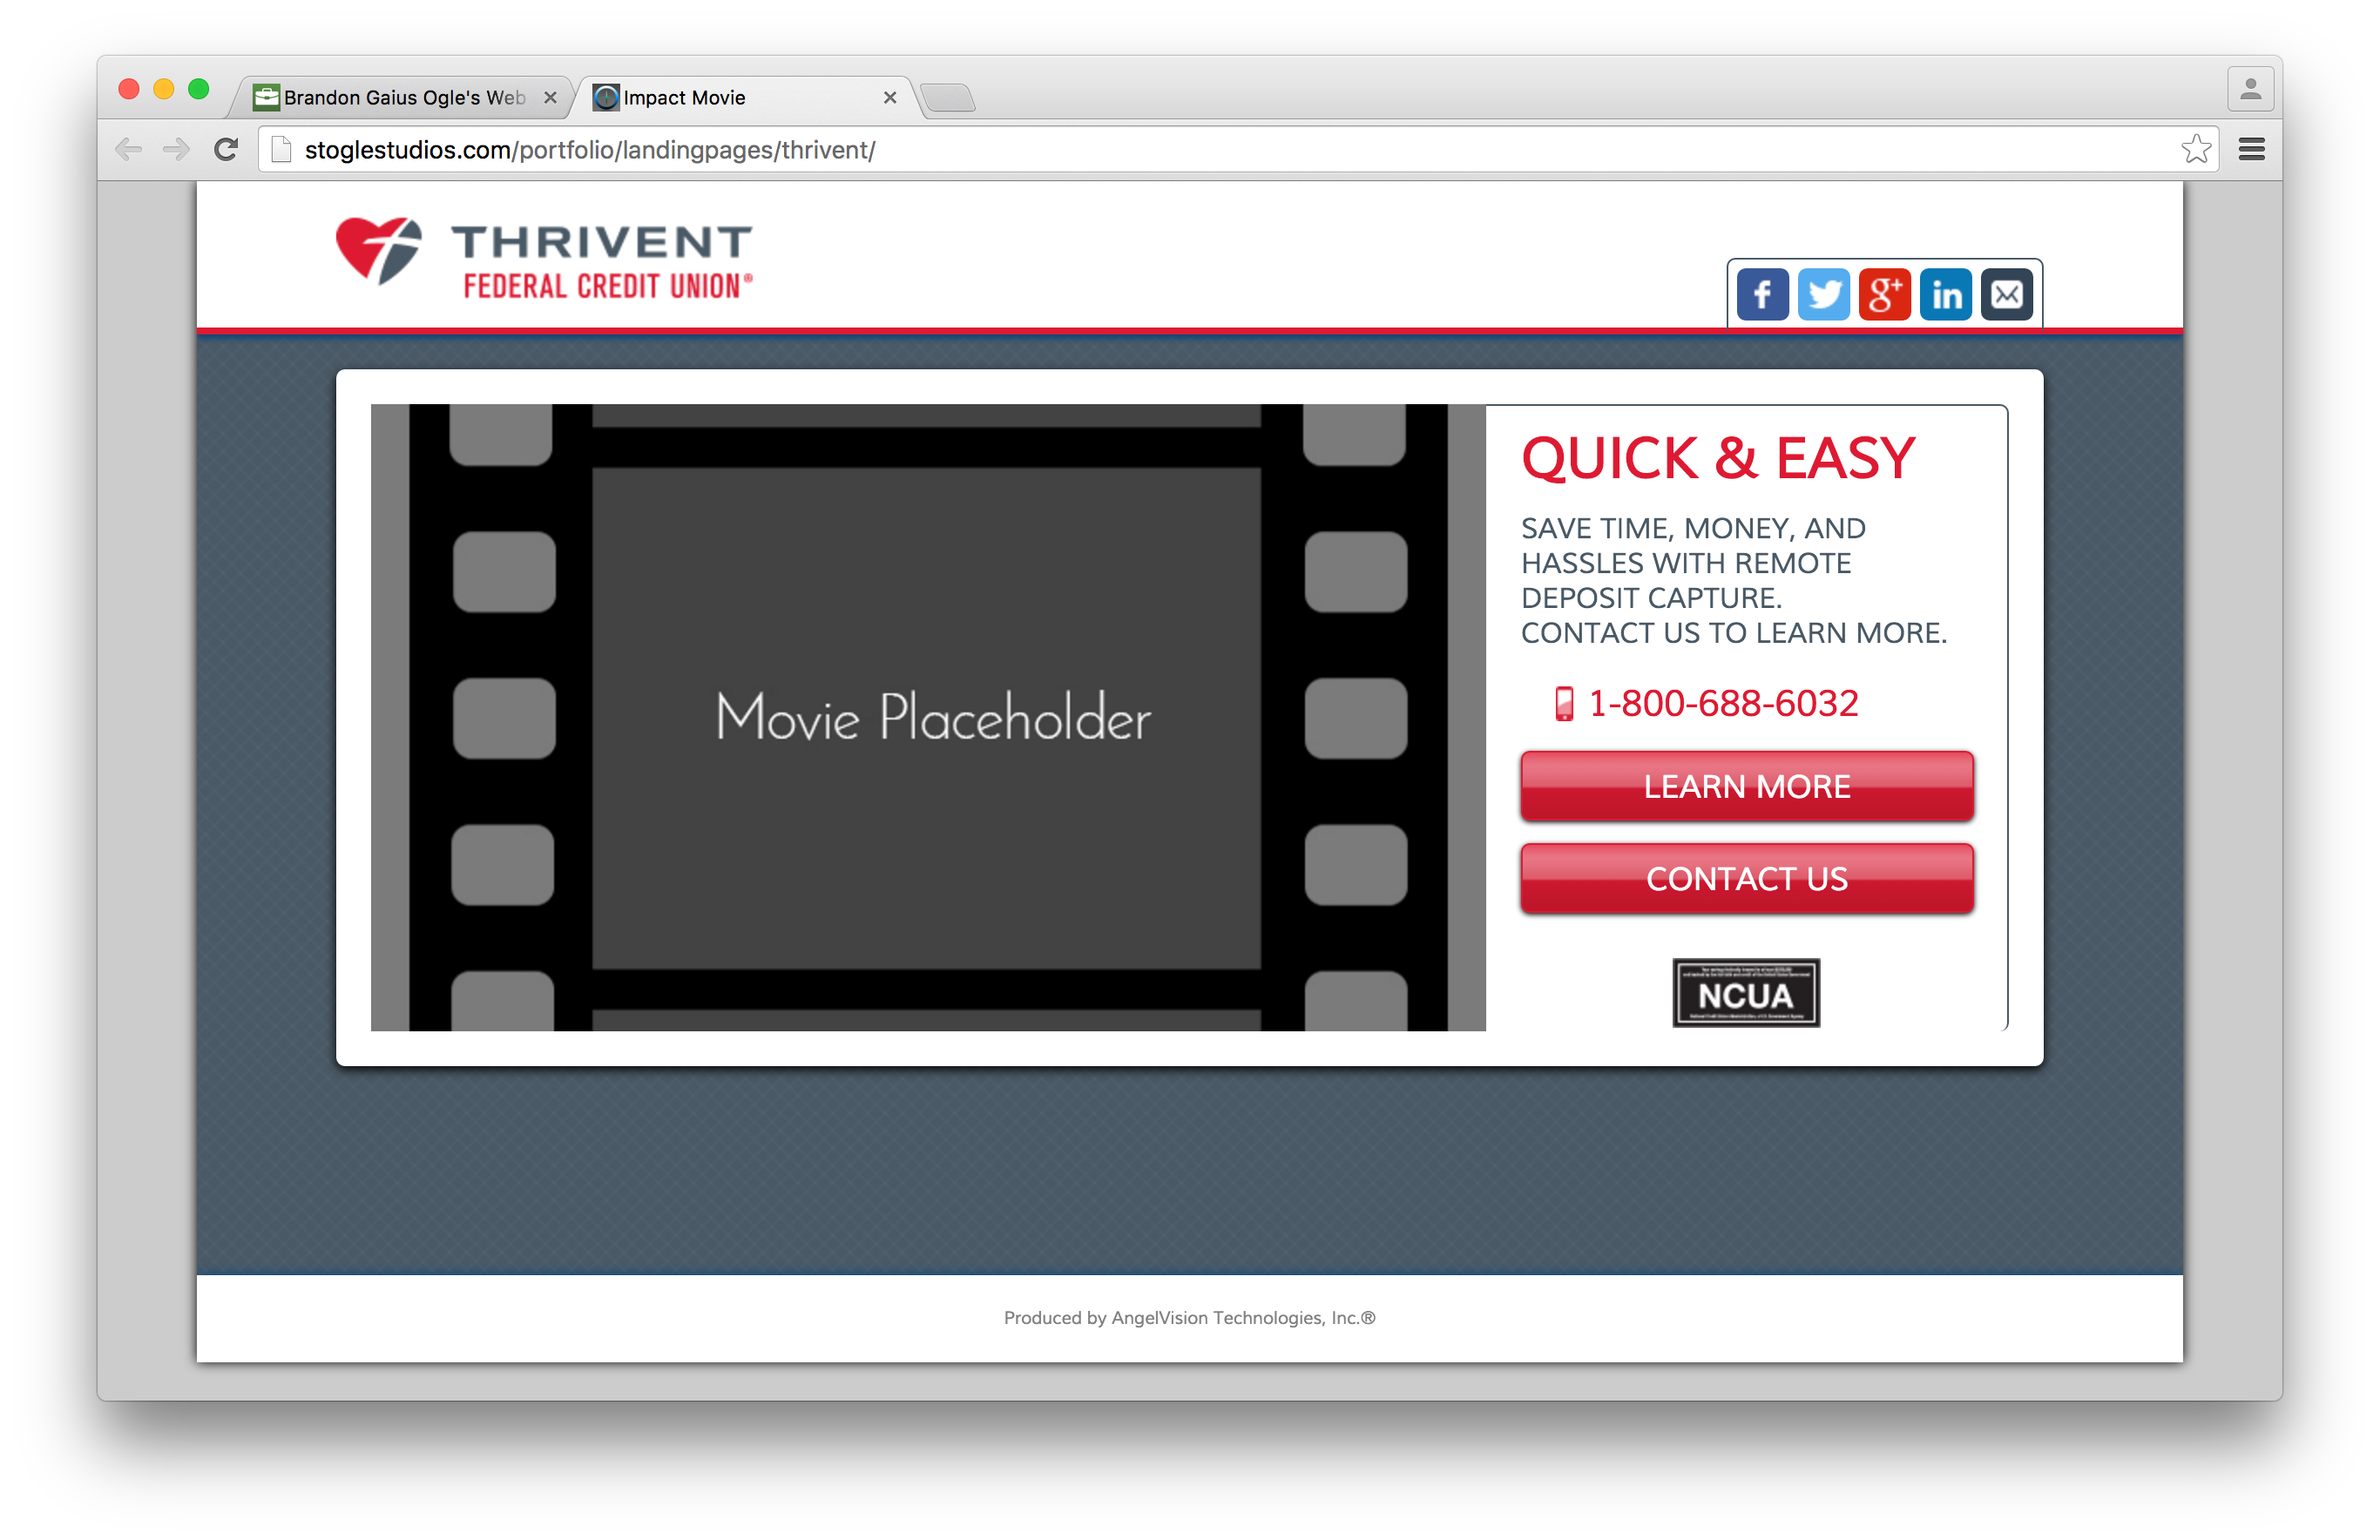 Brandon Gaius Ogle's Web
Impact Movie
stoglestudios.com/portfolio/landingpages/thrivent/
THRIVENT
FEDERAL CREDIT UNION®
f
g+
in
QUICK & EASY
SAVE TIME, MONEY, AND
HASSLES WITH REMOTE
DEPOSIT CAPTURE.
CONTACT US TO LEARN MORE.
Movie Placeholder
1-800-688-6032
LEARN MORE
CONTACT US
NCUA
Produced by AngelVision Technologies, Inc.®